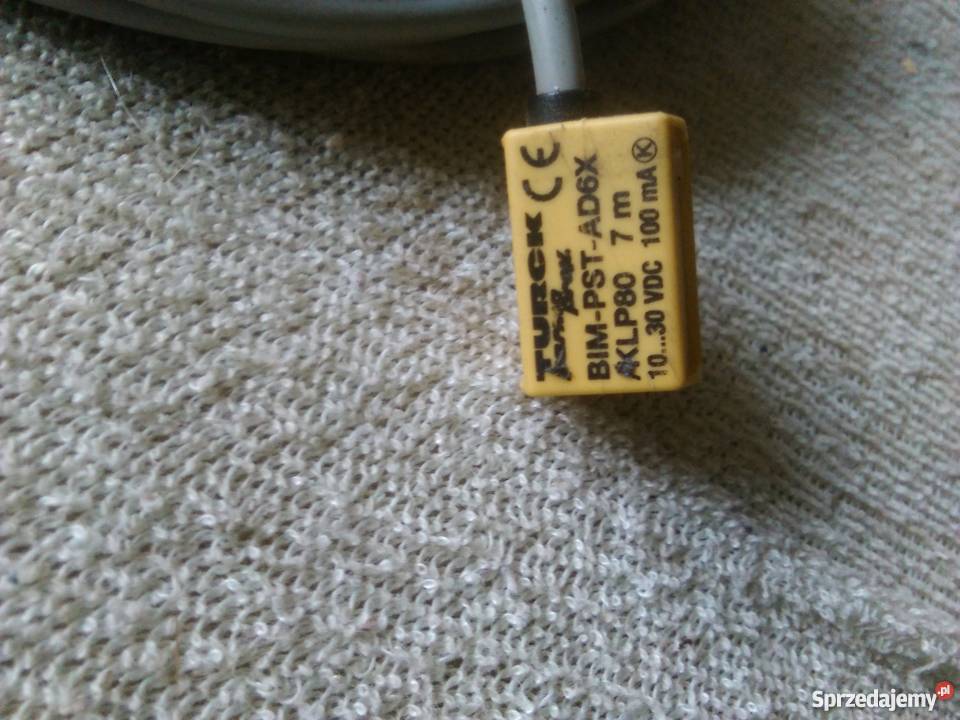 TURCK CE
BIM-PST-AD6X
KLP80 7 m
10...30 VDC 100 mA K
Sprzedajemy.pl